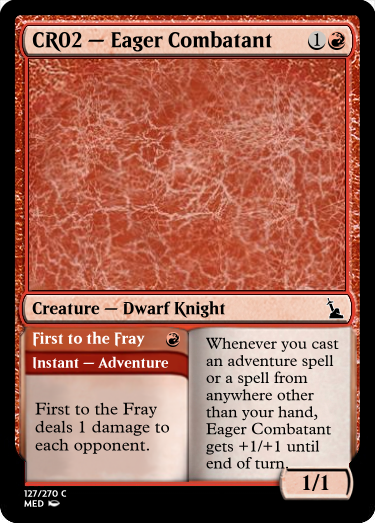 CR02 — Eager Combatant 1
Creature — Dwarf Knight
First to the Fray
Instant — Adventure
First to the Fray
deals 1 damage to
each opponent.
Whenever you cast
an adventure spell
or a spell from
anywhere other
than your hand,
Eager Combatant
gets +1/+1 until
end of turn.
1/1
127/270 C
MED